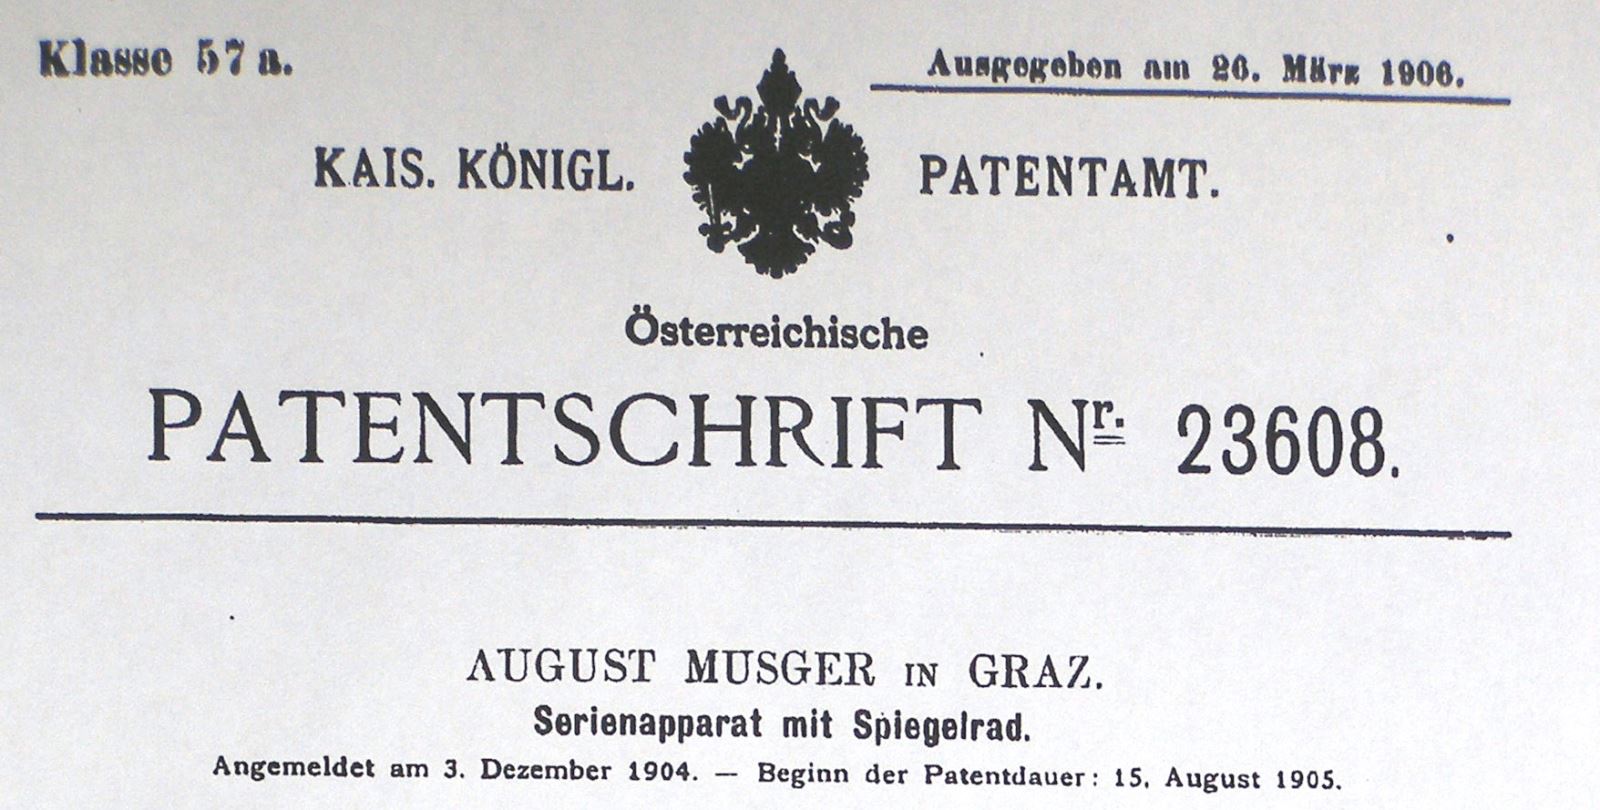 Klasse 57 a.
Ausgegeben am 26. März 1906.
KAIS. KÖNIGL. PATENTAMT.
Österreichische
PATENTSCHRIFT Nr. 23608.
AUGUST MUSGER IN GRAZ.
Serienapparat mit Spiegelrad.
Angemeldet am 3. Dezember 1904. — Beginn der Patentdauer: 15. August 1905.